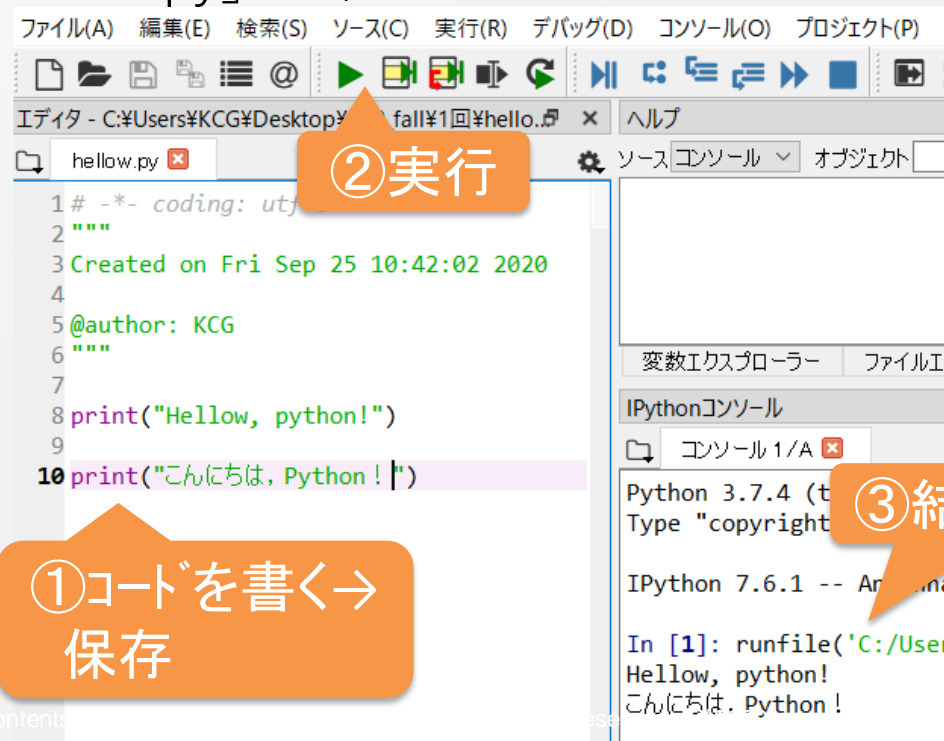 py』
ファイル(A) 編集(E) 検索(S) ソース(C) 実行(R) デバッグ(D) コンソール(O) プロジェクト(P)
エディタ - C:¥Users¥KCG¥Desktop¥ fall¥1回¥hello..
ヘルプ
hellow.py
ソース コンソール オブジェクト
②実行
1 # -*- coding: utf
2 """
3 Created on Fri Sep 25 10:42:02 2020
4
5 @author: KCG
6 """
7
8 print("Hellow, python!")
9
10 print("こんにちは，Python！")
①コードを書く→
保存
変数エクスプローラー ファイルエ
IPythonコンソール
コンソール 1/A
Python 3.7.4 (t
Type "copyright
③結
IPython 7.6.1 -- An
In [1]: runfile('C:/User
Hellow, python!
こんにちは，Python！